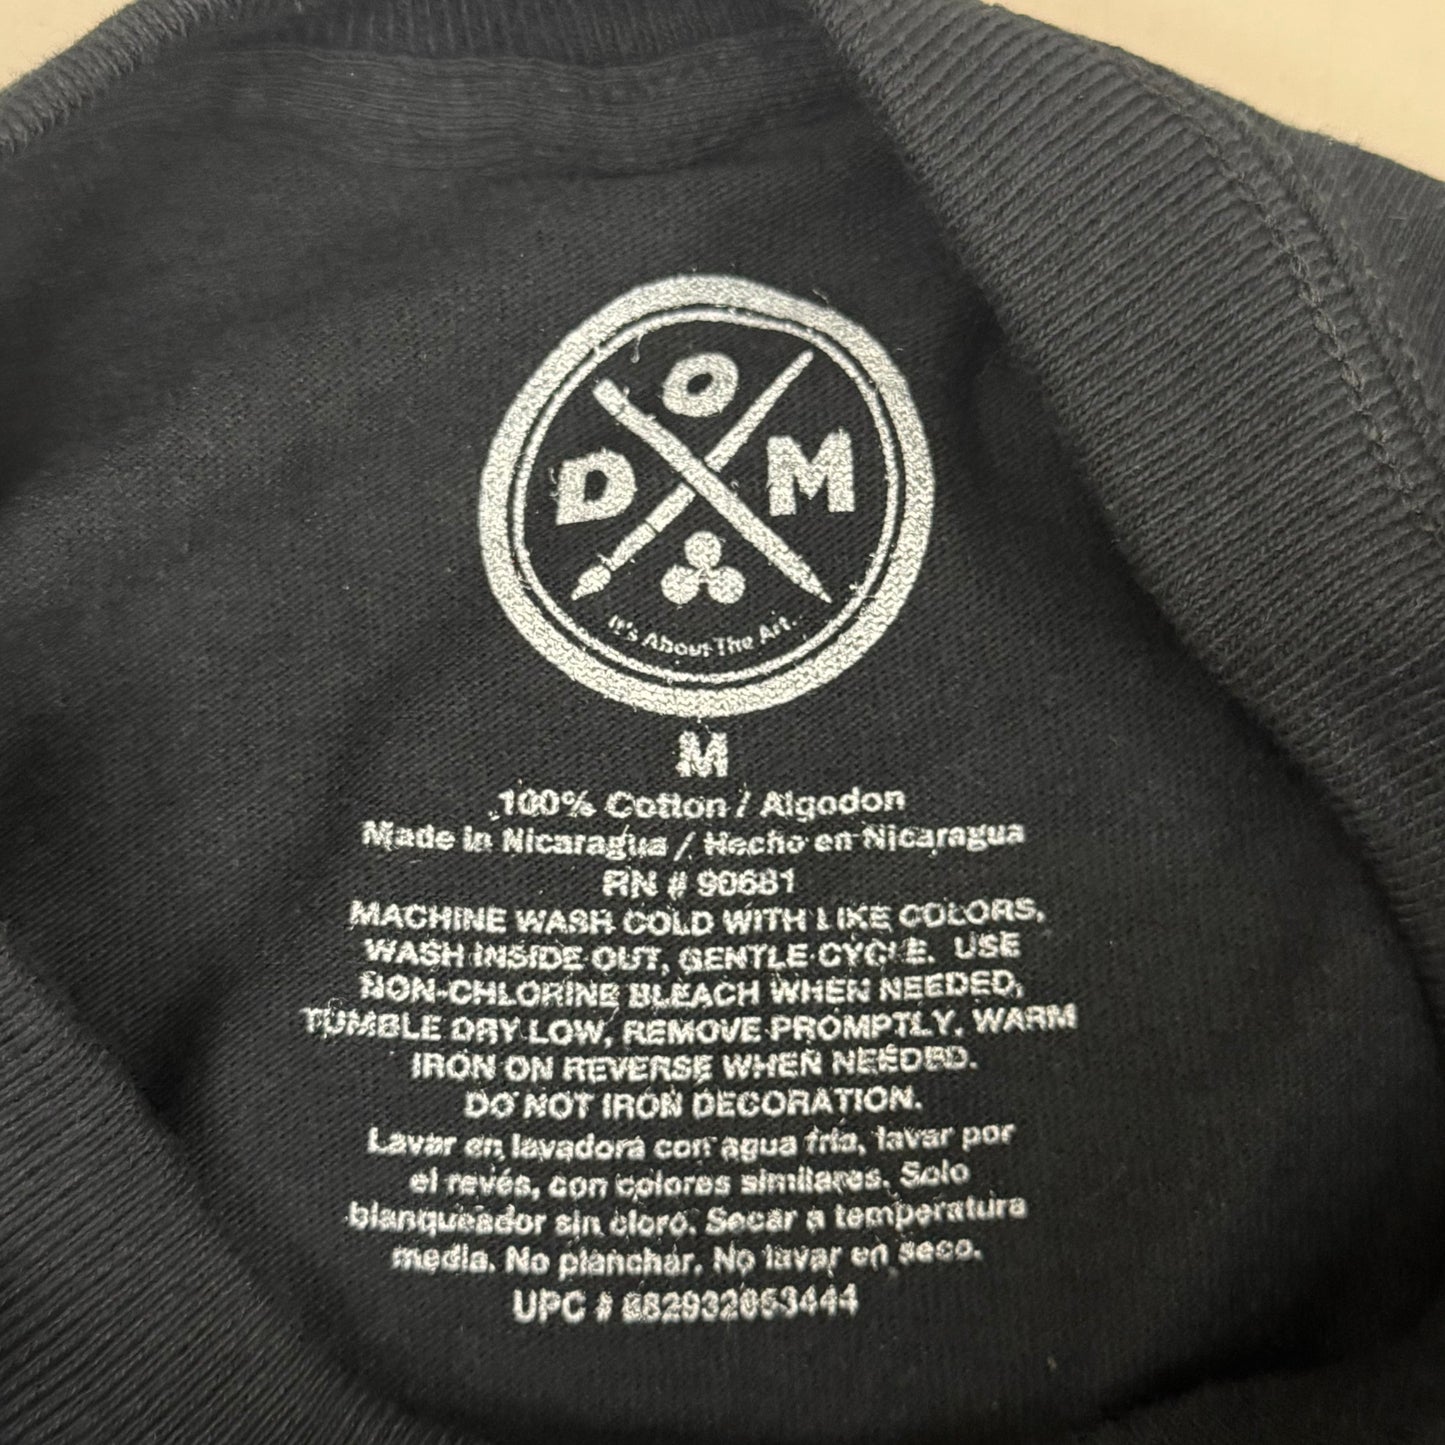 D O M
It's About The Art...
M
100% Cotton / Algodon
Made in Nicaragua / Hecho en Nicaragua
RN # 90681
MACHINE WASH COLD WITH LIKE COLORS,
WASH INSIDE OUT, GENTLE CYCLE. USE
NON-CHLORINE BLEACH WHEN NEEDED,
TUMBLE DRY LOW, REMOVE PROMPTLY, WARM
IRON ON REVERSE WHEN NEEDED.
DO NOT IRON DECORATION.
Lavar en lavadora con agua fria, lavar por
el revés, con colores similares. Solo
blanqueador sin cloro. Secar a temperatura
media. No planchar. No lavar en seco.
UPC #